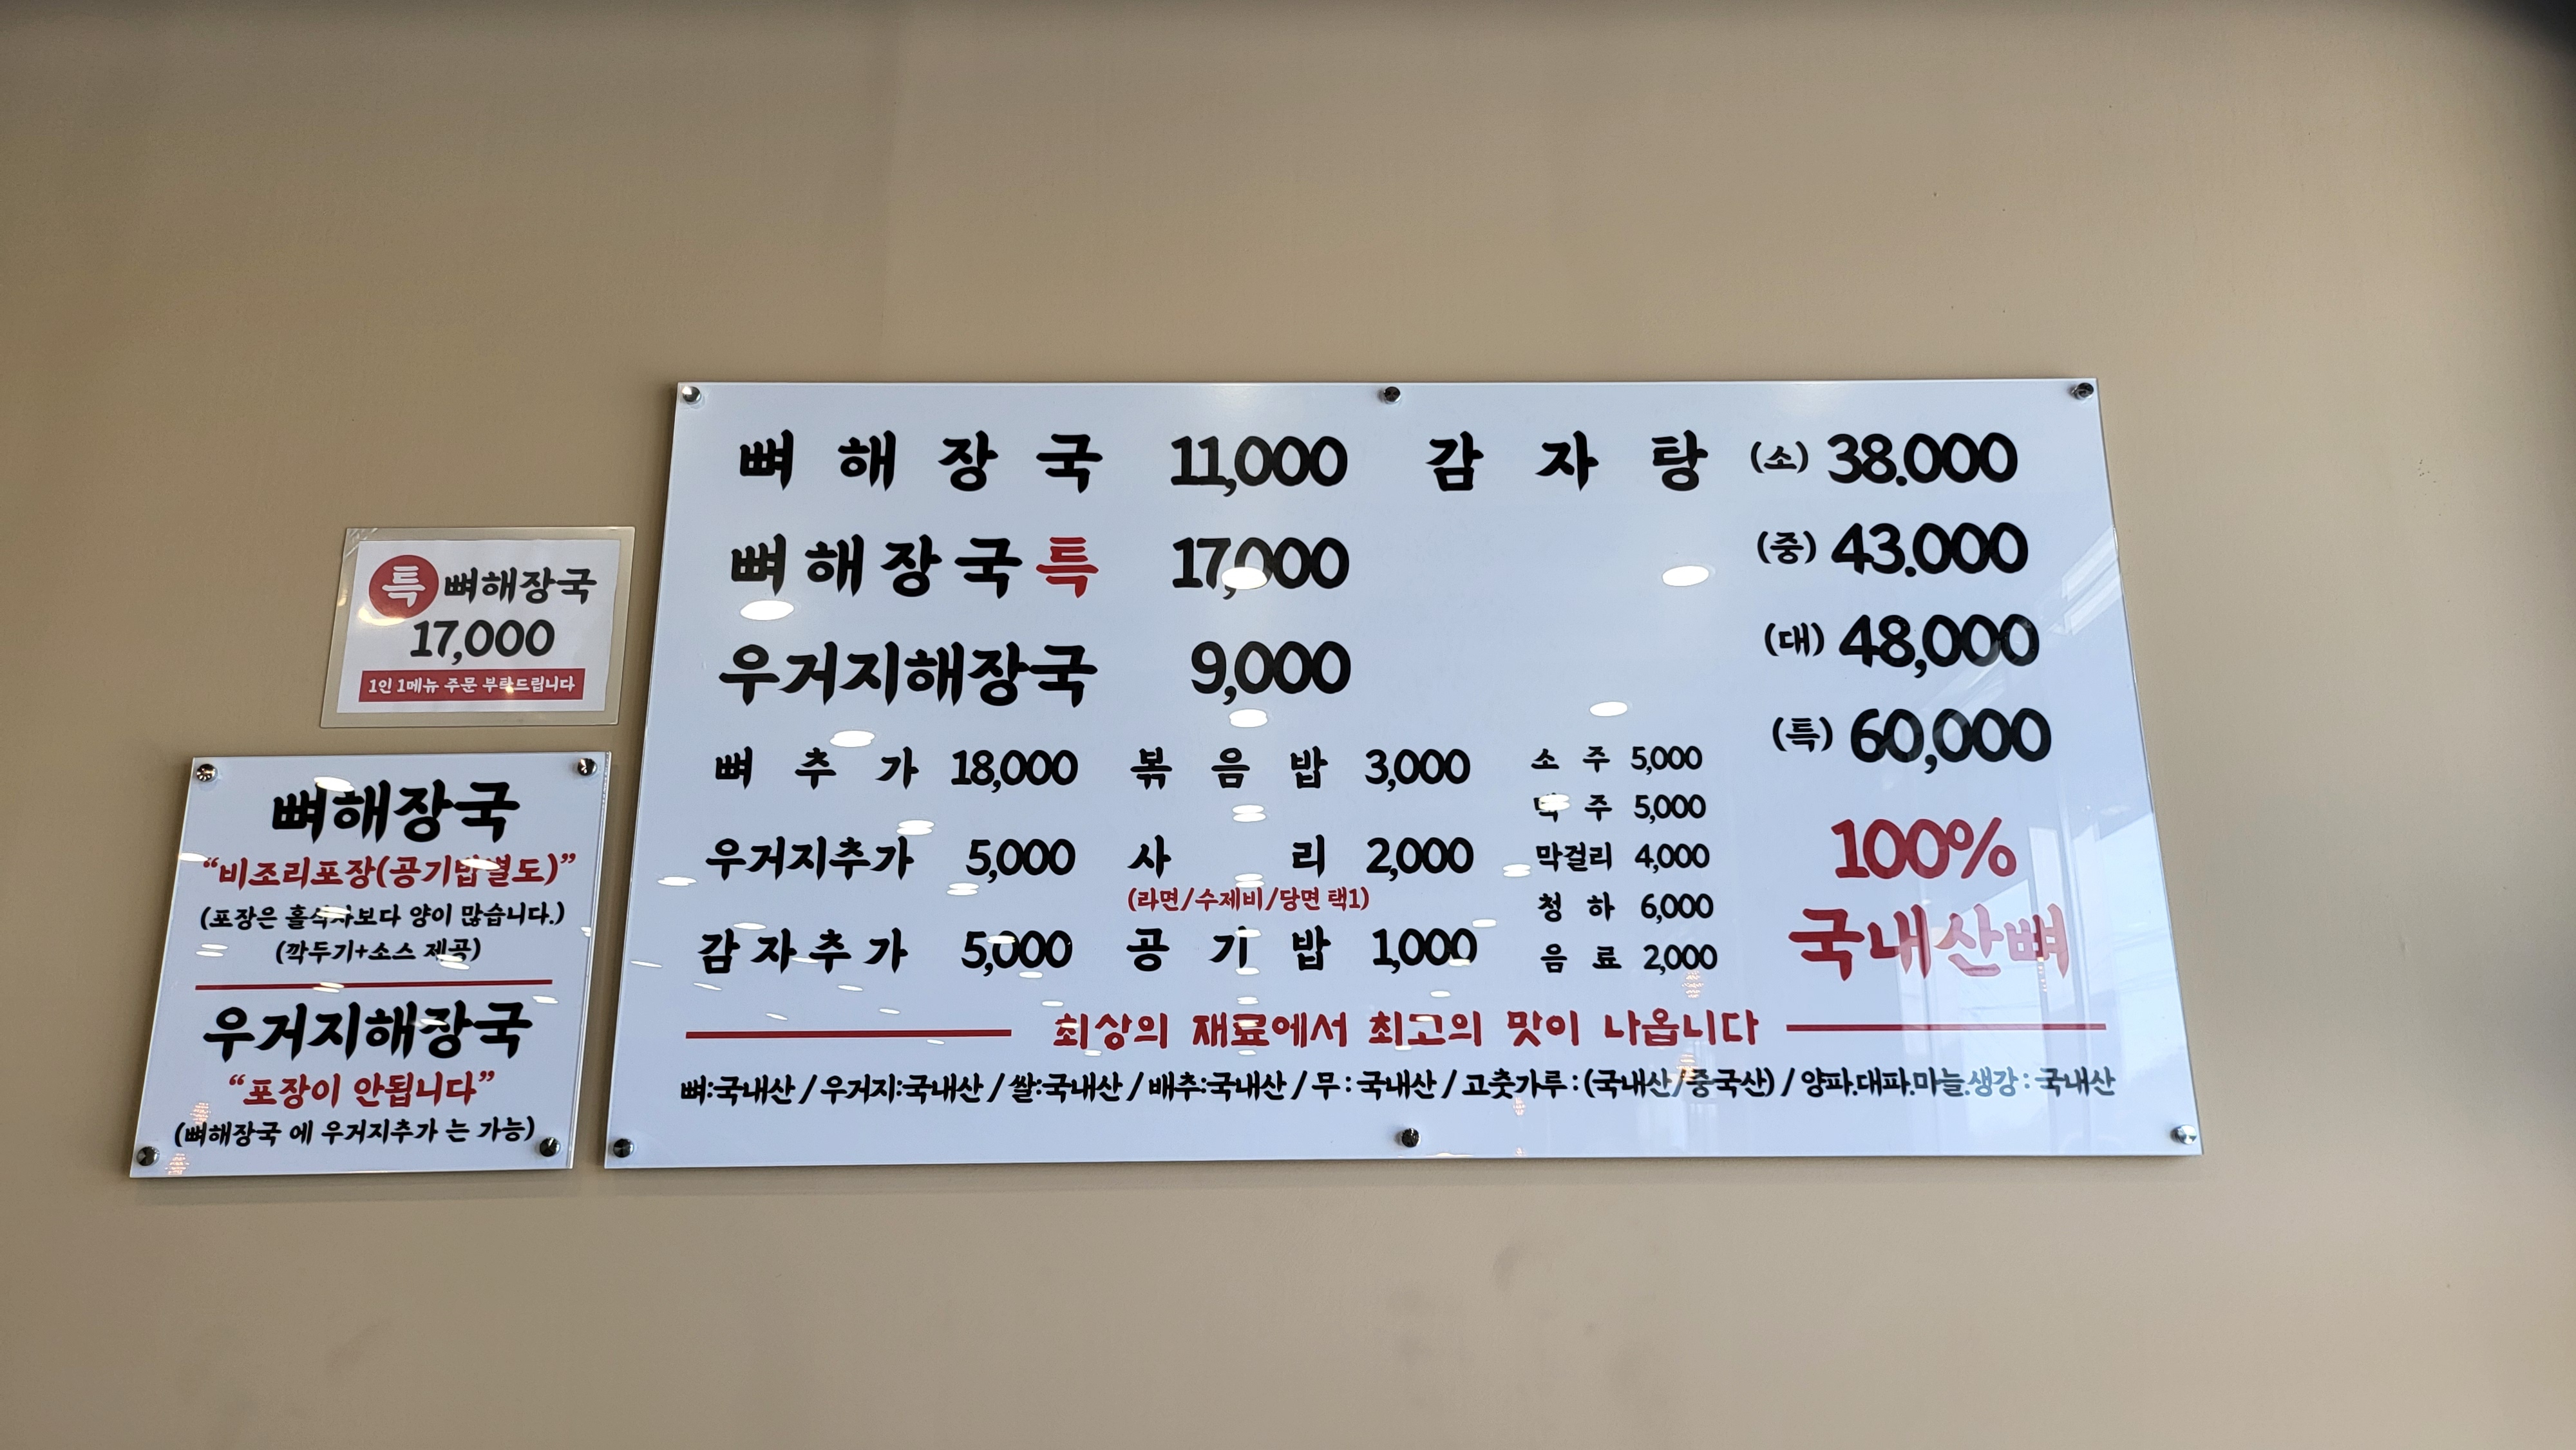 특 뼈해장국
17,000
1인 1메뉴 주문 부탁드립니다
뼈해장국
“비조리포장(공기밥별도)”
(포장은 홀식사보다 양이 많습니다.)
(깍두기+소스 제공)
우거지해장국
“포장이 안됩니다”
(뼈해장국 에 우거지추가 는 가능)
뼈 해 장 국 11,000
뼈 해 장 국 특 17,000
우거지해장국 9,000
감 자 탕 (소) 38.000
(중) 43.000
(대) 48,000
(특) 60,000
뼈 추 가 18,000
우거지추가 5,000
감 자 추 가 5,000
볶 음 밥 3,000
사 리 2,000
(라면/수제비/당면 택1)
공 기 밥 1,000
소 주 5,000
맥 주 5,000
막걸리 4,000
청 하 6,000
음 료 2,000
100%
국내산뼈
최상의 재료에서 최고의 맛이 나옵니다
뼈:국내산 / 우거지:국내산 / 쌀:국내산 / 배추:국내산 / 무 : 국내산 / 고춧가루 : (국내산/중국산) / 양파.대파.마늘.생강 : 국내산